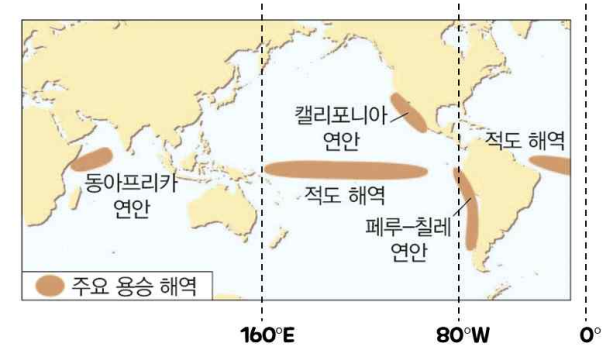 캘리포니아
연안
적도 해역
동아프리카
연안
적도 해역
페루-칠레
연안
주요 용승 해역
160°E
80°W
0°